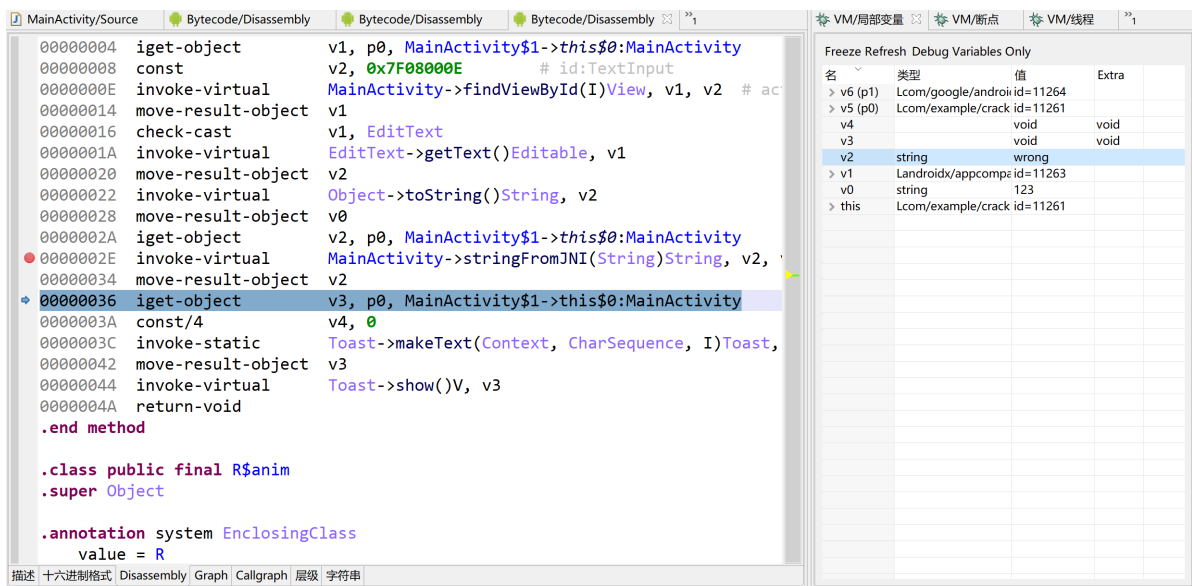 MainActivity/Source Bytecode/Disassembly Bytecode/Disassembly Bytecode/Disassembly 1
00000004 iget-object v1, p0, MainActivity$1->this$0:MainActivity
00000008 const v2, 0x7F08000E # id:TextInput
0000000E invoke-virtual MainActivity->findViewById(I)View, v1, v2 # ac
00000014 move-result-object v1
00000016 check-cast v1, EditText
0000001A invoke-virtual EditText->getText()Editable, v1
00000020 move-result-object v2
00000022 invoke-virtual Object->toString()String, v2
00000028 move-result-object v0
0000002A iget-object v2, p0, MainActivity$1->this$0:MainActivity
0000002E invoke-virtual MainActivity->stringFromJNI(String)String, v2,
00000034 move-result-object v2
00000036 iget-object v3, p0, MainActivity$1->this$0:MainActivity
0000003A const/4 v4, 0
0000003C invoke-static Toast->makeText(Context, CharSequence, I)Toast,
00000042 move-result-object v3
00000044 invoke-virtual Toast->show()V, v3
0000004A return-void
.end method
.class public final R$anim
.super Object
.annotation system EnclosingClass
value = R
描述 十六进制格式 Disassembly Graph Callgraph 层级 字符串
VM/局部变量 VM/断点 VM/线程 1
Freeze Refresh Debug Variables Only
名 类型 值 Extra
v6 (p1) Lcom/google/androi id=11264
v5 (p0) Lcom/example/crack id=11261
v4 void void
v3 void void
v2 string wrong
v1 Landroidx/appcompa id=11263
v0 string 123
this Lcom/example/crack id=11261